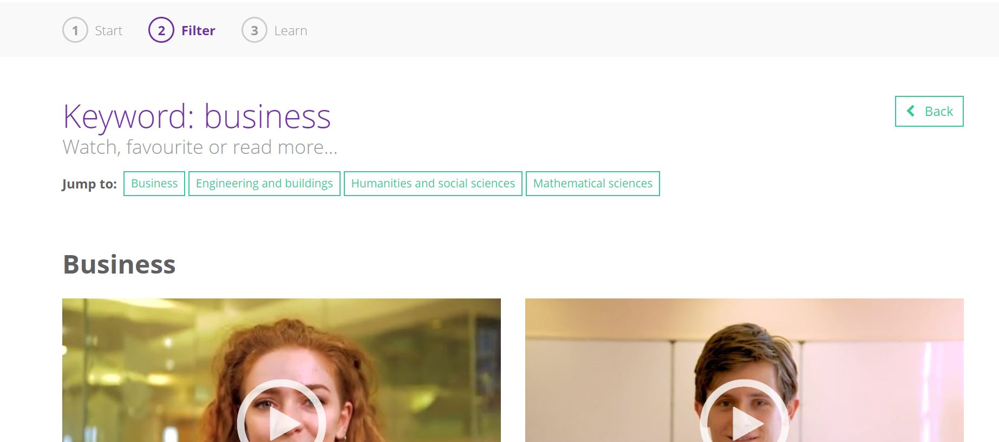 1 Start 2 Filter 3 Learn
Keyword: business
Back
Watch, favourite or read more...
Jump to: Business Engineering and buildings Humanities and social sciences Mathematical sciences
Business